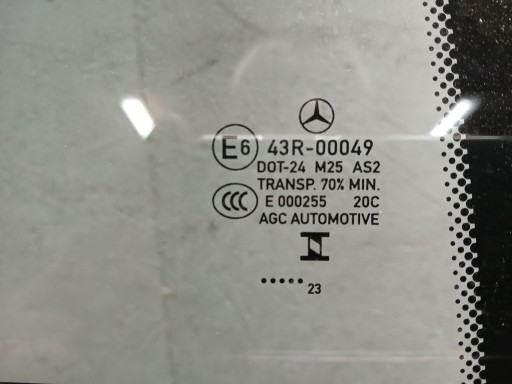 E6 43R-00049
DOT-24 M25 AS2
TRANSP. 70% MIN.
CCC E 000255 20C
AGC AUTOMOTIVE
••••• 23